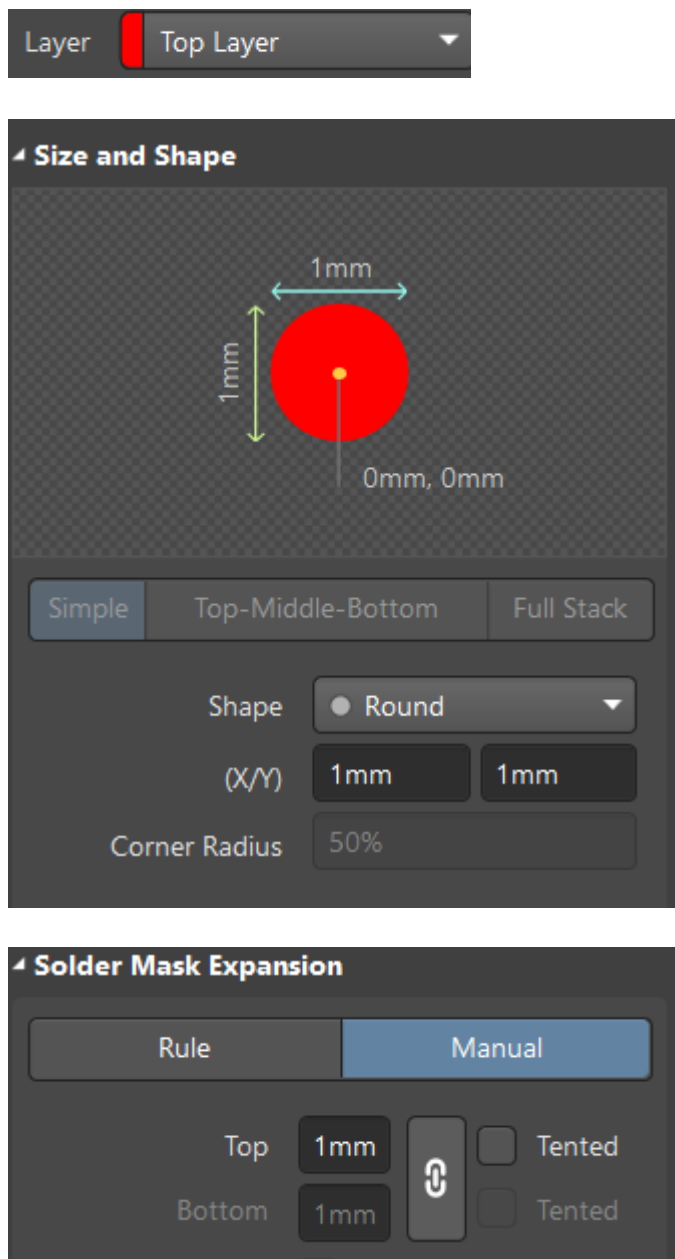 Layer Top Layer
Size and Shape
1mm
1mm
0mm, 0mm
Simple Top-Middle-Bottom Full Stack
Shape Round
(X/Y) 1mm 1mm
Corner Radius 50%
Solder Mask Expansion
Rule Manual
Top 1mm Tented
Bottom 1mm Tented